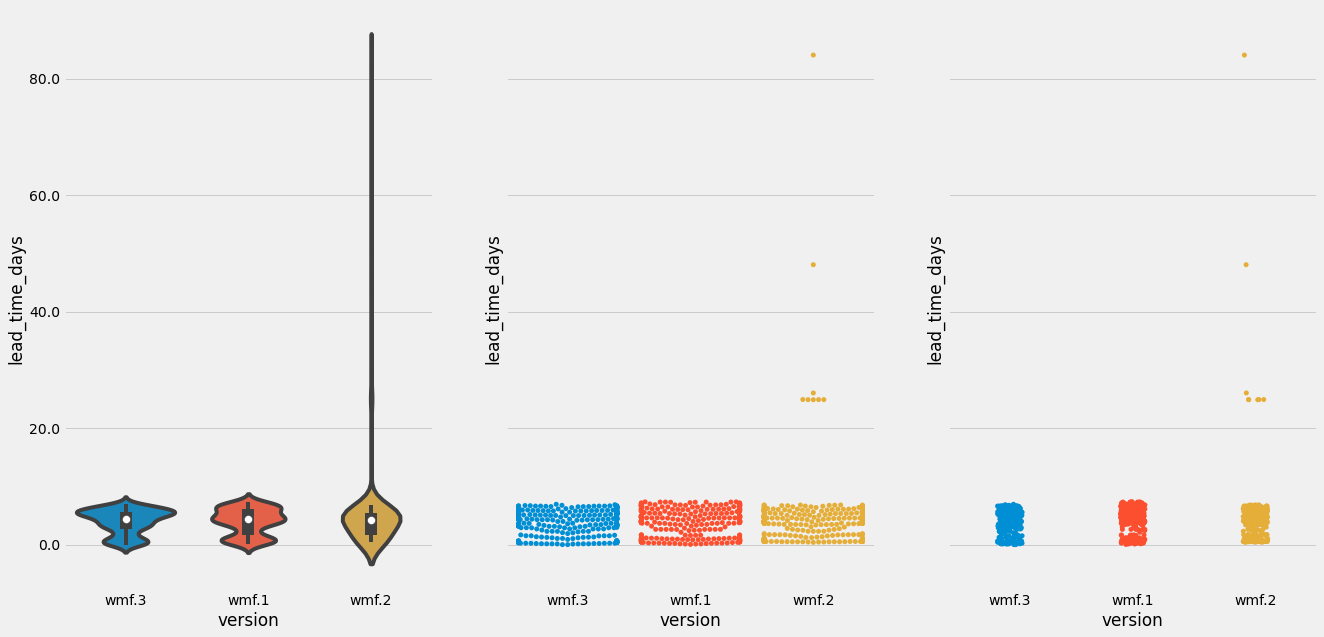 80.0
60.0
40.0
20.0
0.0
lead_time_days
wmf.3 wmf.1 wmf.2
version
lead_time_days
wmf.3 wmf.1 wmf.2
version
lead_time_days
wmf.3 wmf.1 wmf.2
version